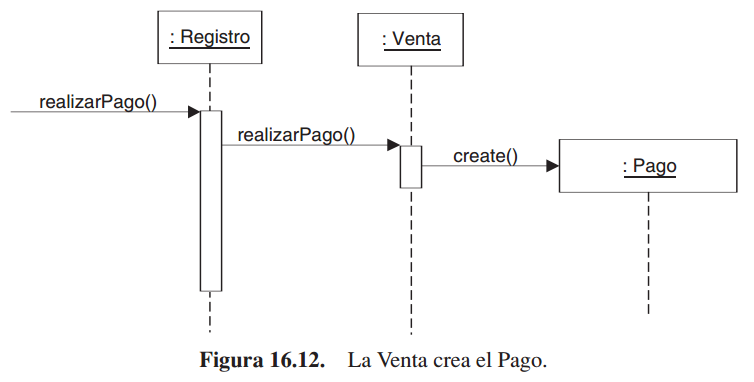 : Registro
: Venta
realizarPago()
realizarPago()
create()
: Pago
Figura 16.12. La Venta crea el Pago.